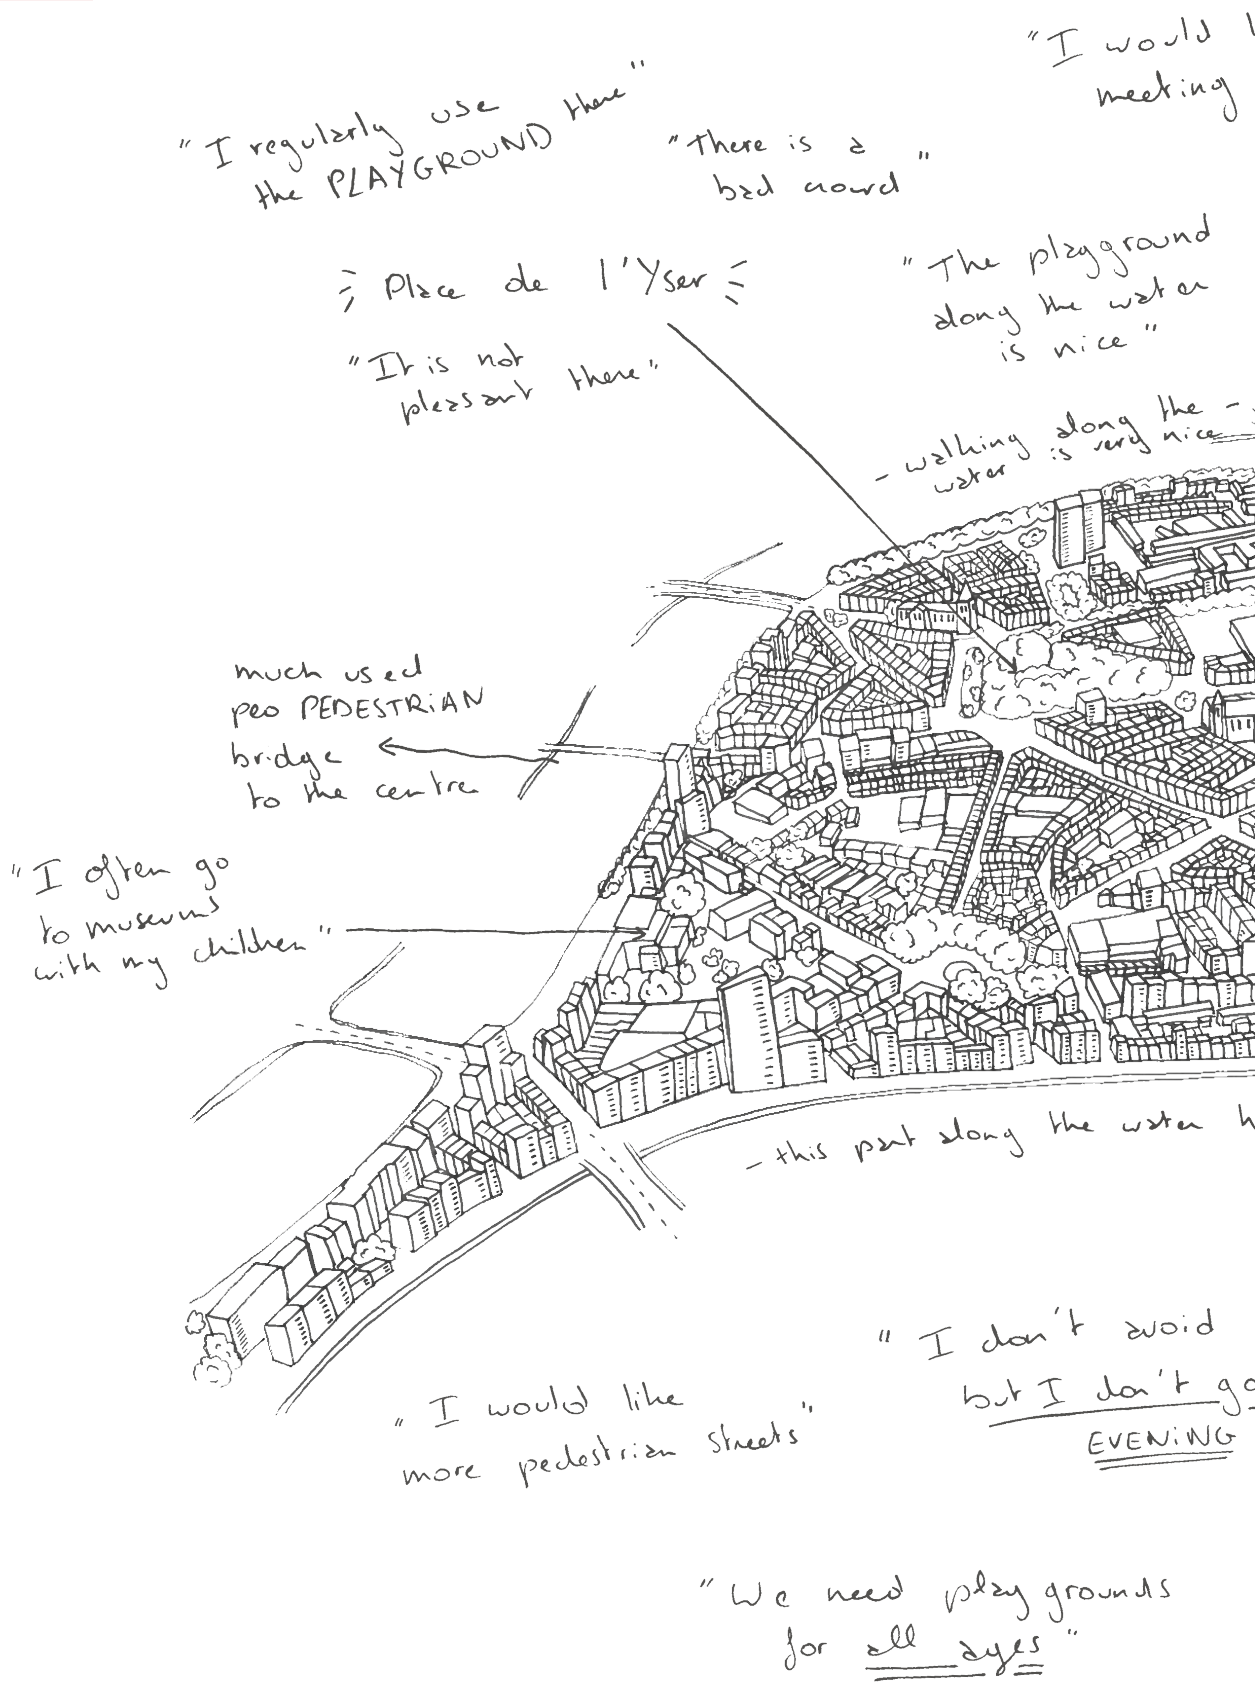 "I would
meeting
"I regularly use
the PLAYGROUND there"
"There is a
bad crowd"
Place de l'Yser
"It is not
pleasant there"
"The playground
along the water
is nice"
- walking along the -
water is very nice
much used
peo PEDESTRIAN
bridge
to the centre
"I often go
to museums
with my children"
- this part along the water h
"I don't avoid
but I don't go
EVENING
"I would like
more pedestrian streets"
"We need playgrounds
for all ages"